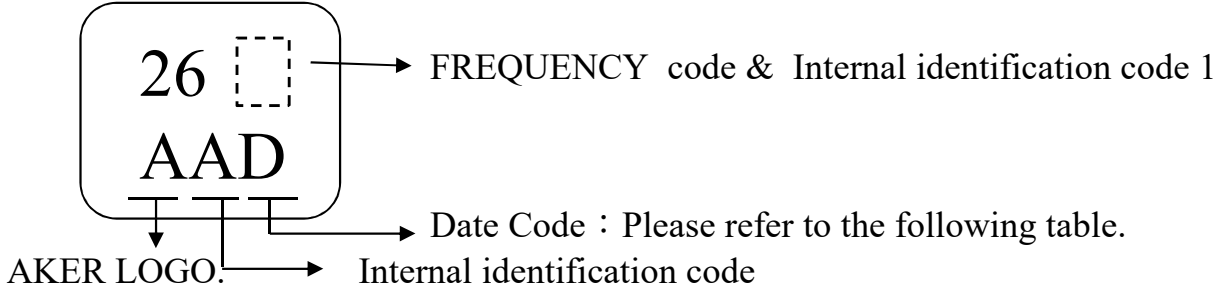 26 FREQUENCY code & Internal identification code 1
AAD
Date Code：Please refer to the following table.
AKER LOGO. Internal identification code